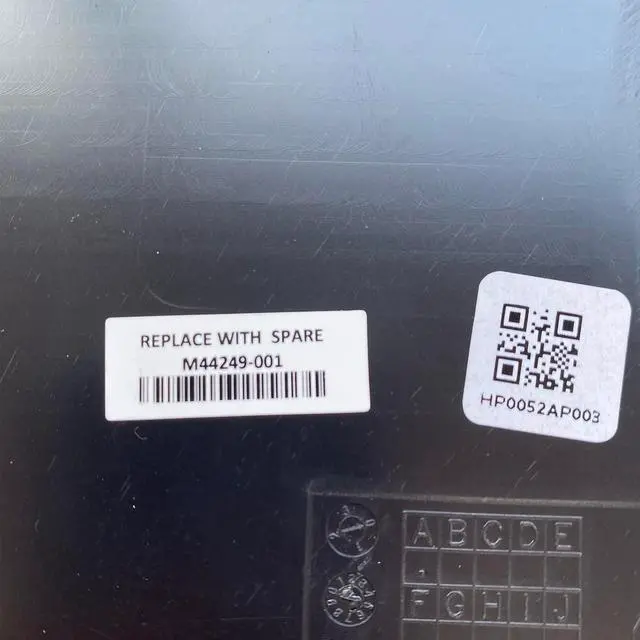 REPLACE WITH SPARE
M44249-001
HP0052AP003
A B C D E
F G H I J